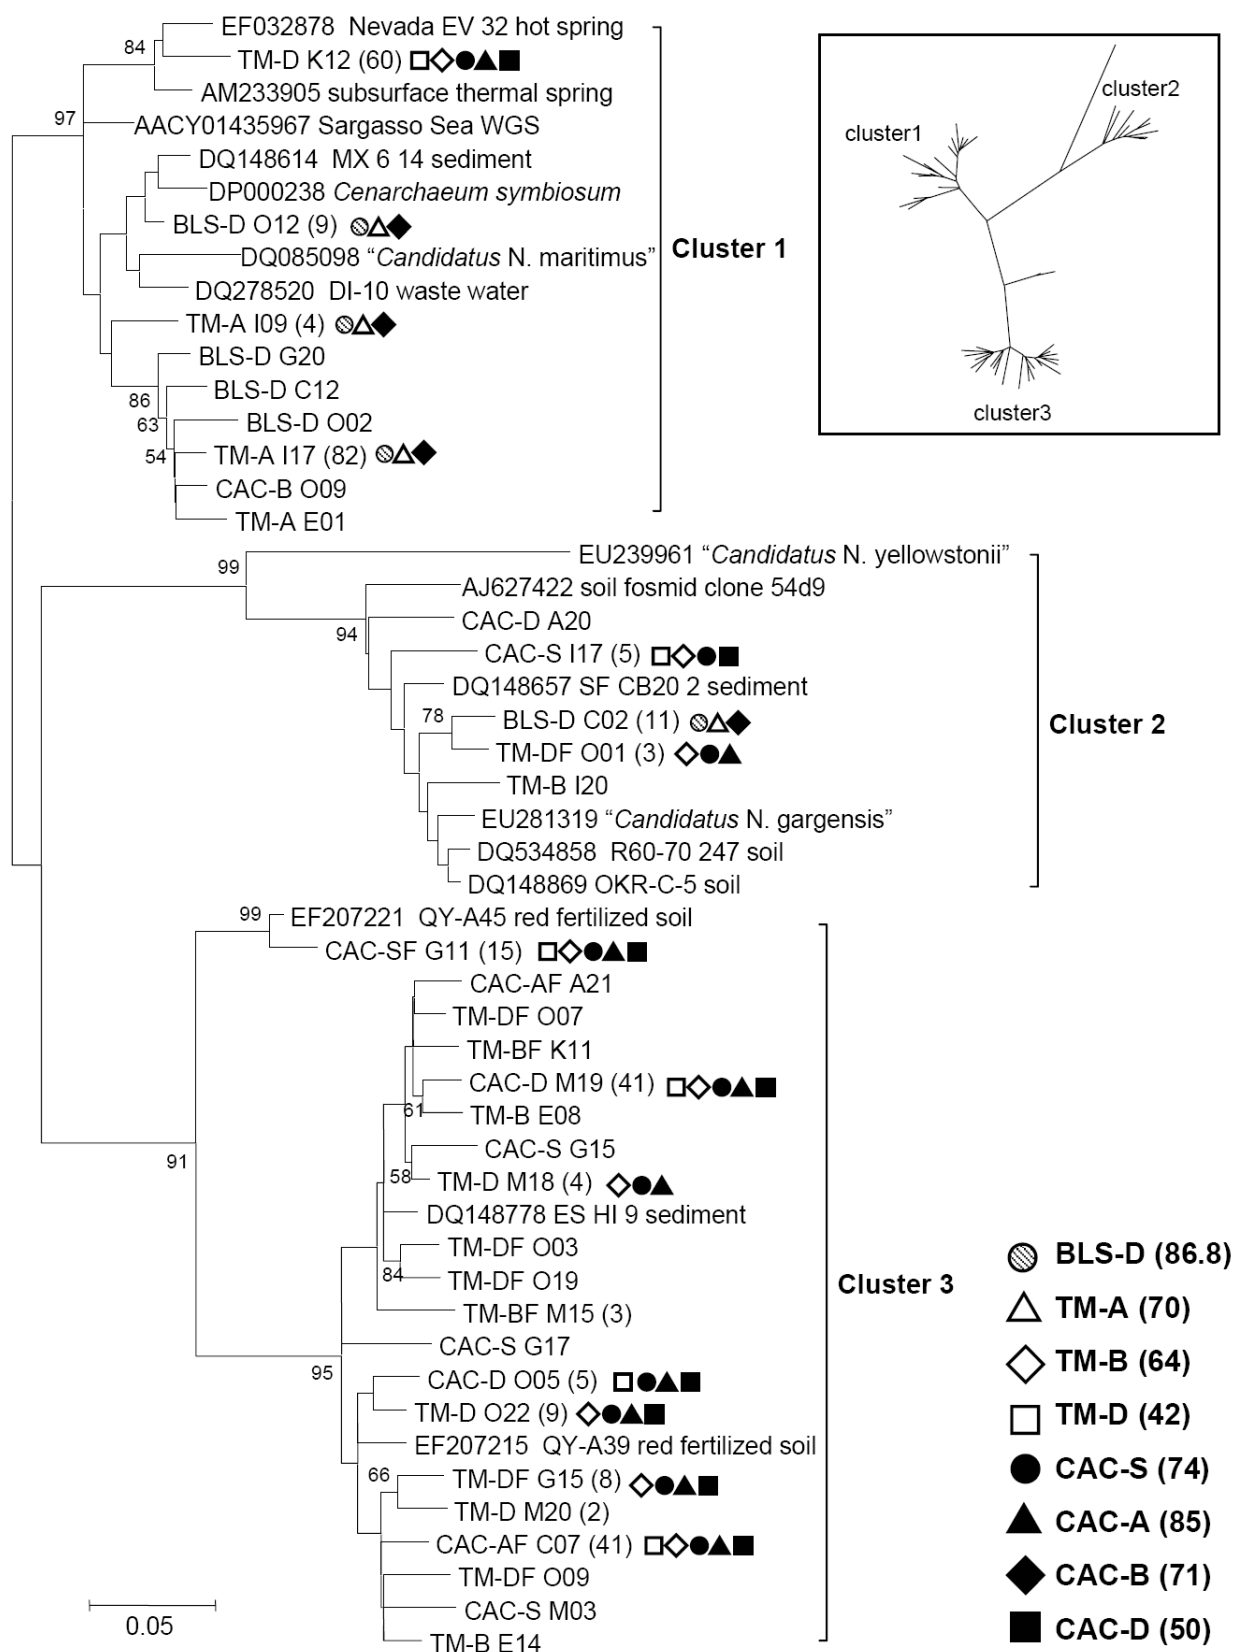 EF032878 Nevada EV 32 hot spring
84
TM-D K12 (60)
AM233905 subsurface thermal spring
97
AACY01435967 Sargasso Sea WGS
DQ148614 MX 6 14 sediment
DP000238 Cenarchaeum symbiosum
BLS-D O12 (9)
Cluster 1
DQ085098 “Candidatus N. maritimus”
DQ278520 DI-10 waste water
TM-A I09 (4)
BLS-D G20
BLS-D C12
86
63
BLS-D O02
54
TM-A I17 (82)
CAC-B O09
TM-A E01
cluster1
cluster2
cluster3
EU239961 “Candidatus N. yellowstonii”
99
AJ627422 soil fosmid clone 54d9
CAC-D A20
94
CAC-S I17 (5)
DQ148657 SF CB20 2 sediment
78
BLS-D C02 (11)
Cluster 2
TM-DF O01 (3)
TM-B I20
EU281319 “Candidatus N. gargensis”
DQ534858 R60-70 247 soil
DQ148869 OKR-C-5 soil
99
EF207221 QY-A45 red fertilized soil
CAC-SF G11 (15)
CAC-AF A21
TM-DF O07
TM-BF K11
CAC-D M19 (41)
61
TM-B E08
CAC-S G15
91
58
TM-D M18 (4)
DQ148778 ES HI 9 sediment
TM-DF O03
84
TM-DF O19
Cluster 3
TM-BF M15 (3)
CAC-S G17
95
CAC-D O05 (5)
TM-D O22 (9)
EF207215 QY-A39 red fertilized soil
66
TM-DF G15 (8)
TM-D M20 (2)
CAC-AF C07 (41)
TM-DF O09
CAC-S M03
TM-B E14
0.05
BLS-D (86.8)
TM-A (70)
TM-B (64)
TM-D (42)
CAC-S (74)
CAC-A (85)
CAC-B (71)
CAC-D (50)